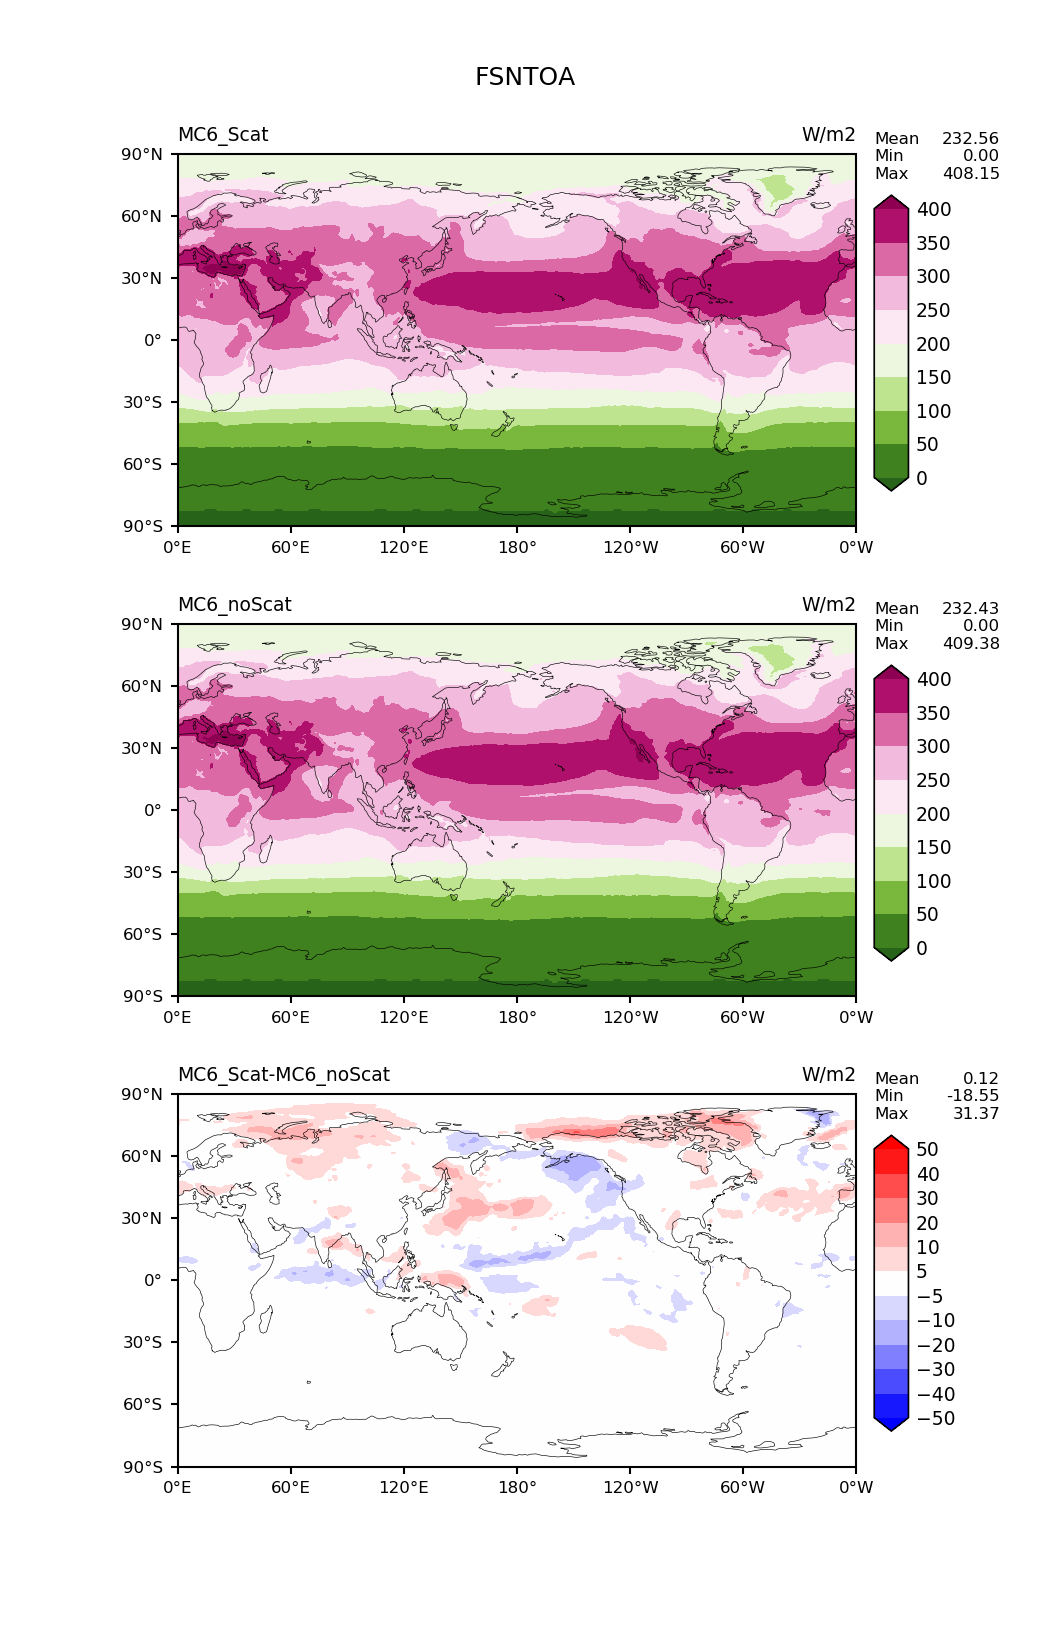 FSNTOA
MC6_Scat W/m2
Mean 232.56
Min 0.00
Max 408.15
90°N
60°N
30°N
0°
30°S
60°S
90°S
0°E 60°E 120°E 180° 120°W 60°W 0°W
400
350
300
250
200
150
100
50
0
MC6_noScat W/m2
Mean 232.43
Min 0.00
Max 409.38
90°N
60°N
30°N
0°
30°S
60°S
90°S
0°E 60°E 120°E 180° 120°W 60°W 0°W
400
350
300
250
200
150
100
50
0
MC6_Scat-MC6_noScat W/m2
Mean 0.12
Min -18.55
Max 31.37
90°N
60°N
30°N
0°
30°S
60°S
90°S
0°E 60°E 120°E 180° 120°W 60°W 0°W
50
40
30
20
10
5
−5
−10
−20
−30
−40
−50